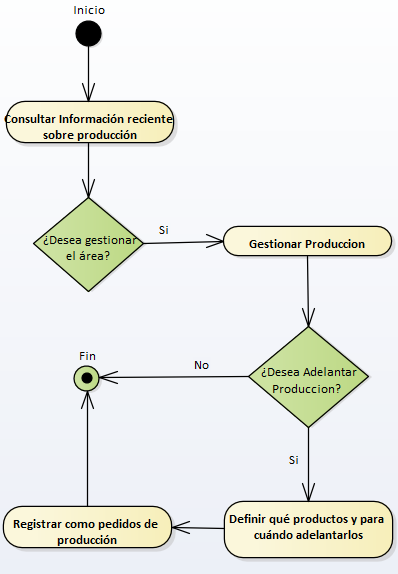 Inicio
Consultar Información reciente
sobre producción
¿Desea gestionar
el área?
Si
Gestionar Produccion
¿Desea Adelantar
Produccion?
No
Fin
Si
Definir qué productos y para
cuándo adelantarlos
Registrar como pedidos de
producción